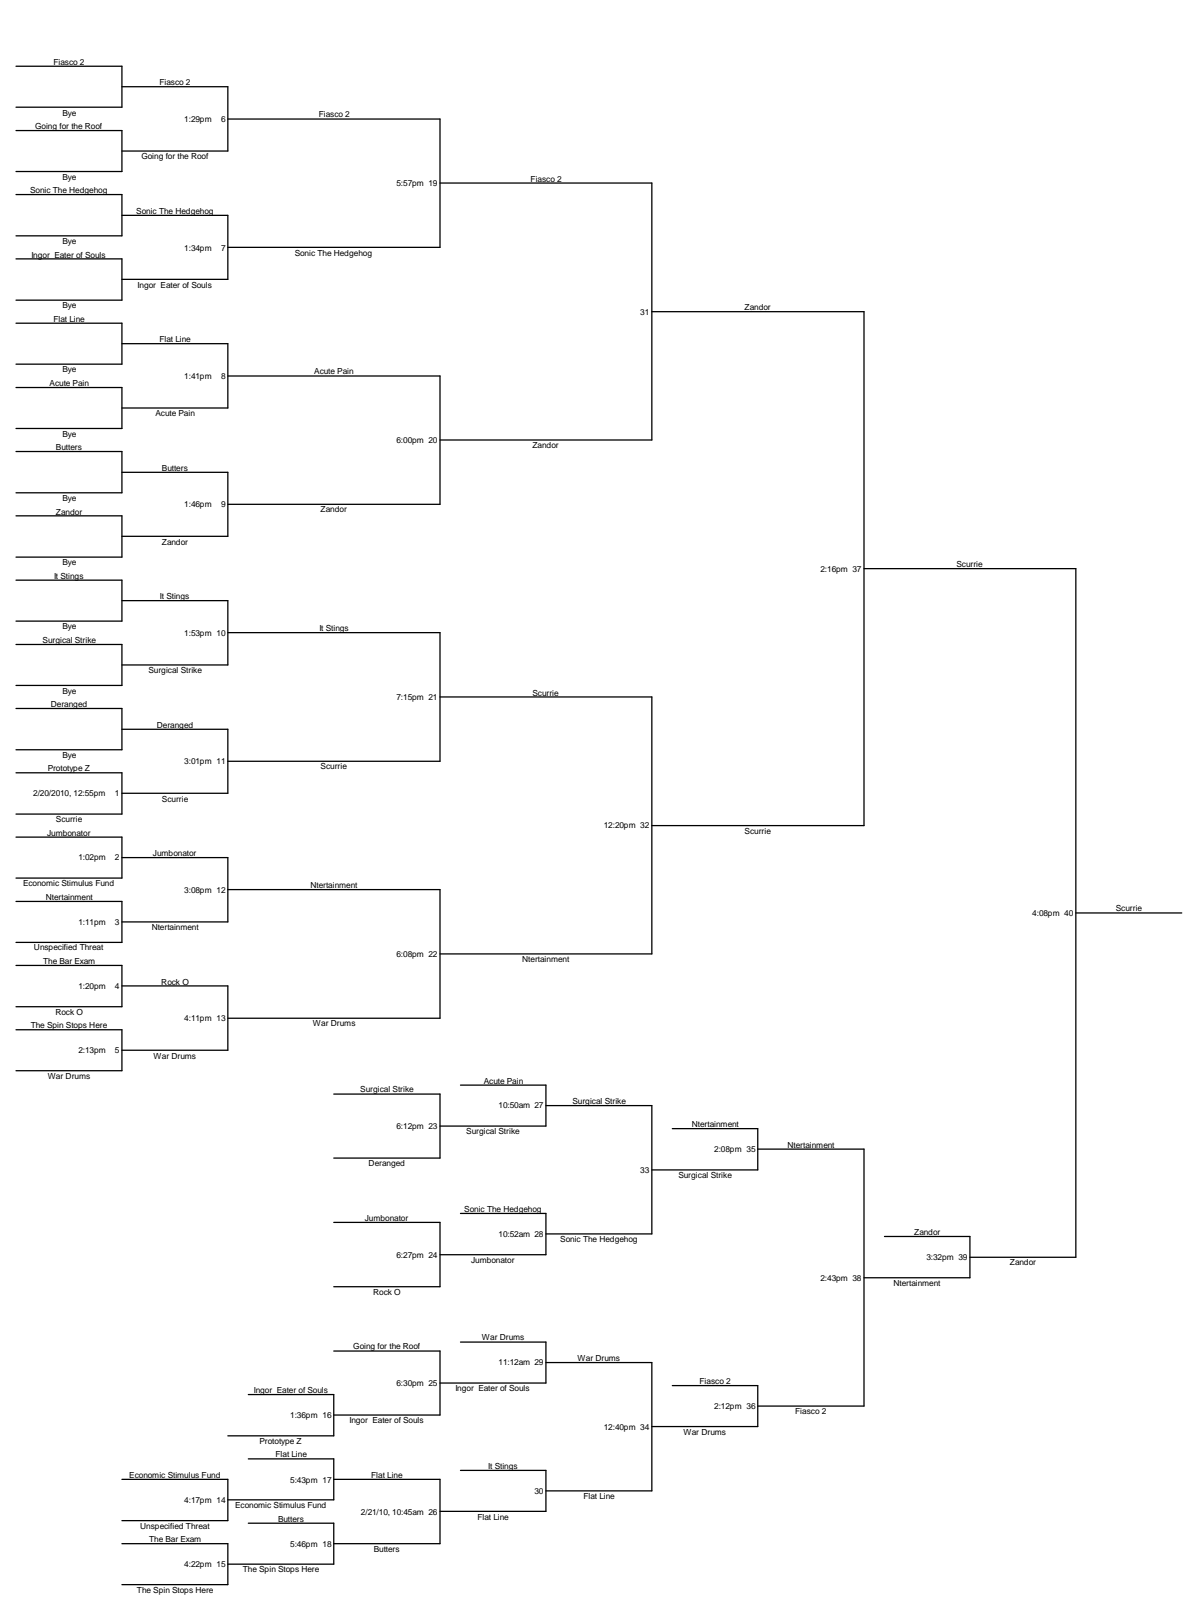 Fiasco 2
Fiasco 2
Bye
1:29pm 6
Fiasco 2
Going for the Roof
Going for the Roof
Bye
5:57pm 19
Fiasco 2
Sonic The Hedgehog
Sonic The Hedgehog
Bye
1:34pm 7
Sonic The Hedgehog
Ingor Eater of Souls
Ingor Eater of Souls
Bye
31
Zandor
Flat Line
Flat Line
Bye
1:41pm 8
Acute Pain
Acute Pain
Acute Pain
Bye
6:00pm 20
Zandor
Butters
Butters
Bye
1:46pm 9
Zandor
Zandor
Zandor
Bye
2:16pm 37
Scurrie
It Stings
It Stings
Bye
1:53pm 10
It Stings
Surgical Strike
Surgical Strike
Bye
7:15pm 21
Scurrie
Deranged
Deranged
Bye
3:01pm 11
Scurrie
Prototype Z
2/20/2010, 12:55pm 1
Scurrie
Scurrie
12:20pm 32
Scurrie
Jumbonator
1:02pm 2
Jumbonator
Economic Stimulus Fund
3:08pm 12
Ntertainment
Ntertainment
1:11pm 3
Ntertainment
Unspecified Threat
6:08pm 22
Ntertainment
4:08pm 40
Scurrie
The Bar Exam
1:20pm 4
Rock O
Rock O
4:11pm 13
War Drums
The Spin Stops Here
2:13pm 5
War Drums
War Drums
Surgical Strike
6:12pm 23
Deranged
Acute Pain
10:50am 27
Surgical Strike
Surgical Strike
33
Ntertainment
2:08pm 35
Surgical Strike
Ntertainment
Jumbonator
6:27pm 24
Rock O
Sonic The Hedgehog
10:52am 28
Jumbonator
Sonic The Hedgehog
2:43pm 38
Zandor
3:32pm 39
Ntertainment
Zandor
Going for the Roof
6:30pm 25
Ingor Eater of Souls
1:36pm 16
Prototype Z
Ingor Eater of Souls
War Drums
11:12am 29
Ingor Eater of Souls
War Drums
12:40pm 34
Fiasco 2
2:12pm 36
War Drums
Fiasco 2
Flat Line
5:43pm 17
Flat Line
Economic Stimulus Fund
4:17pm 14
Economic Stimulus Fund
Unspecified Threat
2/21/10, 10:45am 26
It Stings
30
Flat Line
Flat Line
Butters
5:46pm 18
Butters
The Bar Exam
4:22pm 15
The Spin Stops Here
The Spin Stops Here